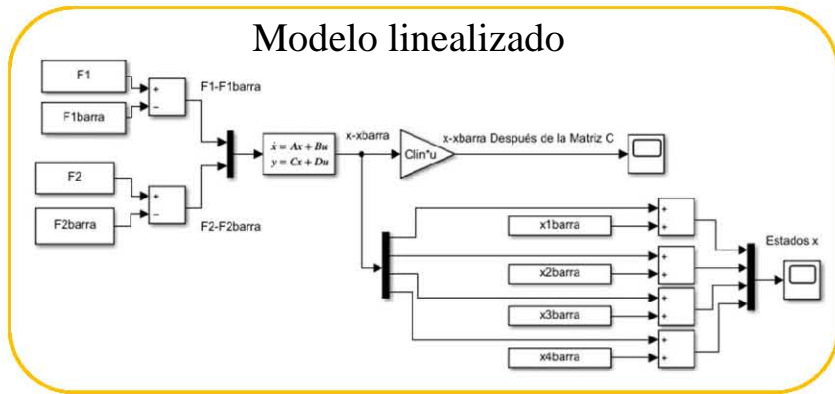 Modelo linealizado
F1
F1barra
+
−
F1-F1barra
F2
F2barra
+
−
F2-F2barra
ẋ = Ax + Bu
y = Cx + Du
x-xbarra
Clin*u
x-xbarra Después de la Matriz C
x1barra
+
+
x2barra
+
+
x3barra
+
+
x4barra
+
+
Estados x